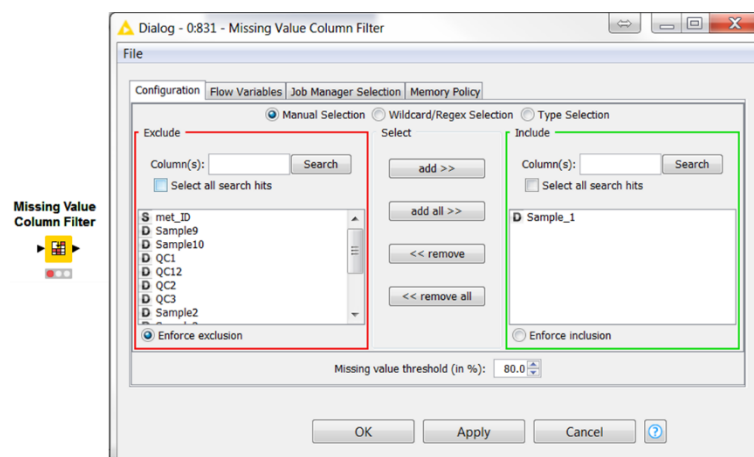 Dialog - 0:831 - Missing Value Column Filter
File
Configuration Flow Variables Job Manager Selection Memory Policy
Manual Selection Wildcard/Regex Selection Type Selection
Exclude Select Include
Column(s): Search add >> Column(s): Search
Select all search hits Select all search hits
Missing Value
Column Filter
S met_ID add all >> D Sample_1
D Sample9
D Sample10
D QC1 << remove
D QC12
D QC2
D QC3 << remove all
D Sample2
Enforce exclusion Enforce inclusion
Missing value threshold (in %): 80.0
OK Apply Cancel ?